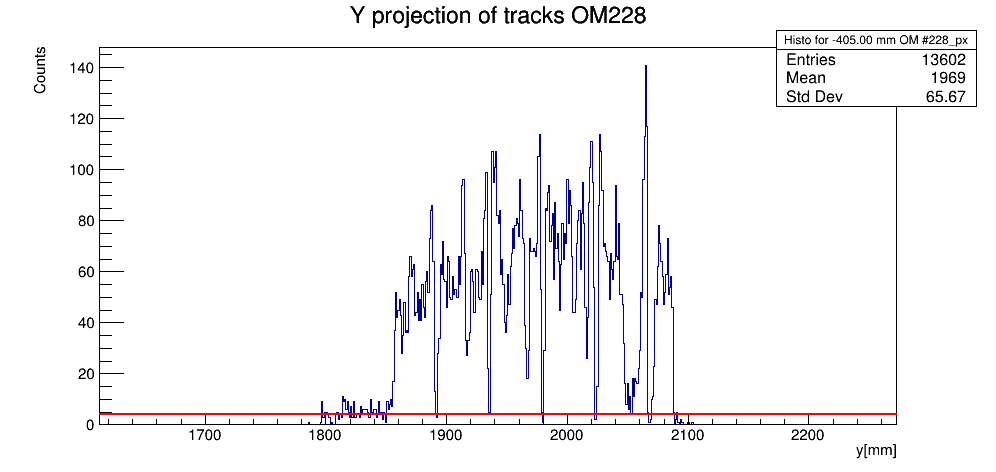 Y projection of tracks OM228
Histo for -405.00 mm OM #228_px
Entries 13602
Mean 1969
Std Dev 65.67
Counts
140
120
100
80
60
40
20
0
1700 1800 1900 2000 2100 2200
y[mm]